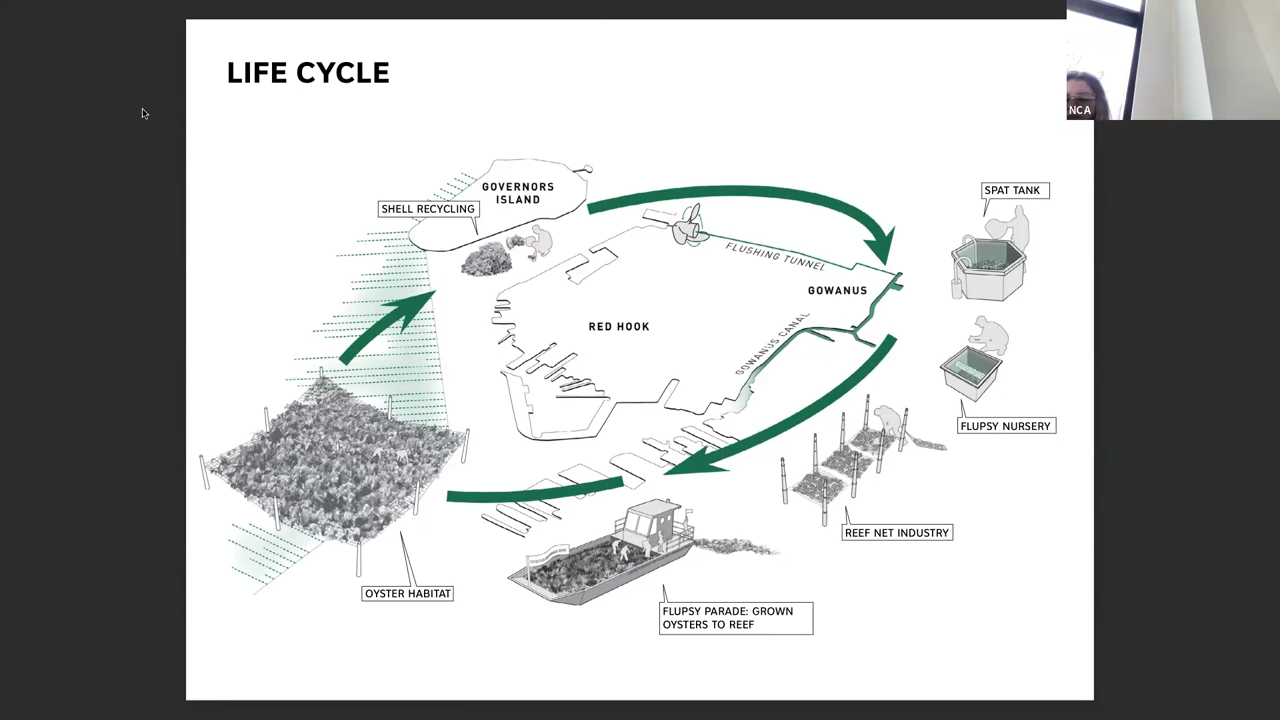 LIFE CYCLE
NCA
GOVERNORS
ISLAND
SPAT TANK
SHELL RECYCLING
FLUSHING TUNNEL
GOWANUS
RED HOOK
GOWANUS CANAL
FLUPSY NURSERY
REEF NET INDUSTRY
OYSTER HABITAT
FLUPSY PARADE: GROWN
OYSTERS TO REEF